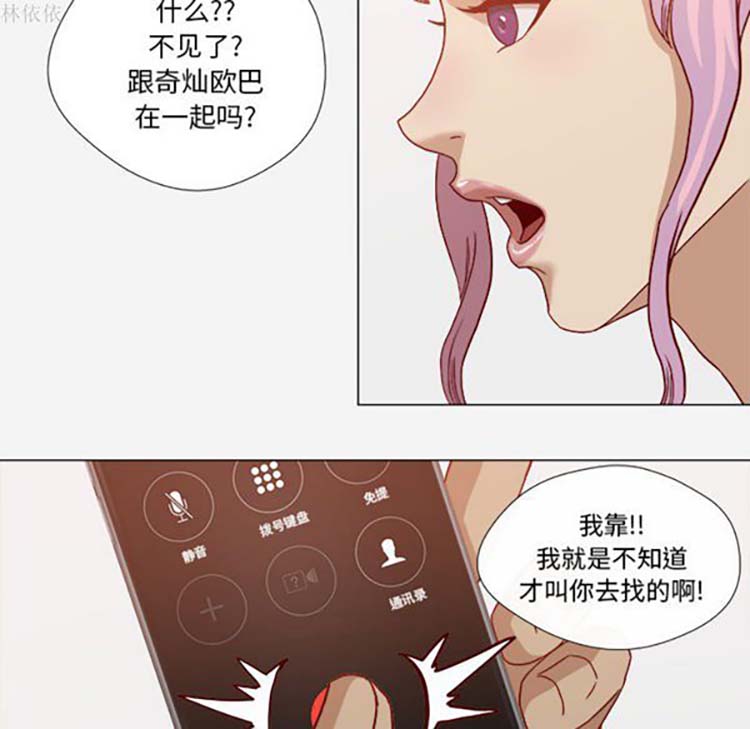 林依依
什么??
不见了?
跟奇灿欧巴
在一起吗?
静音
拨号键盘
免提
通讯录
我靠!!
我就是不知道
才叫你去找的啊!